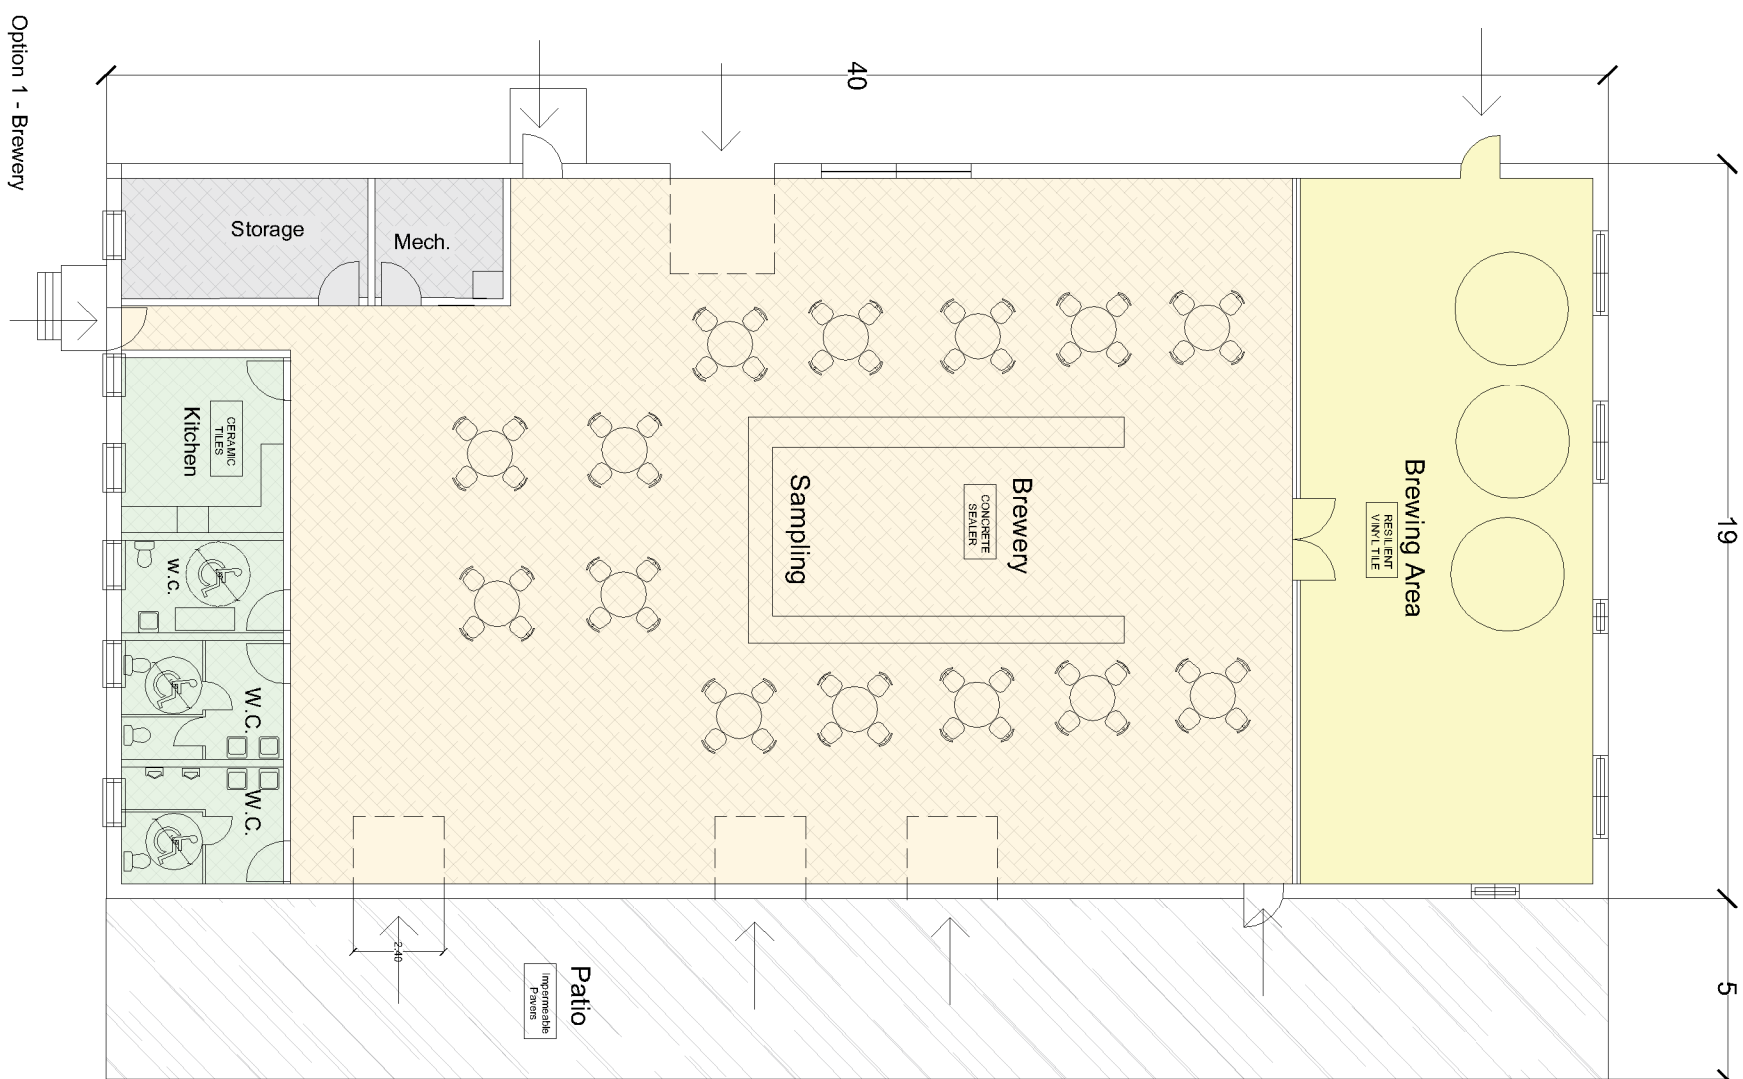 Option 1 - Brewery
40
19
5
Storage
Mech.
Kitchen
CERAMIC
TILES
W.C.
W.C.
W.C.
Sampling
Brewery
CONCRETE
SEALER
Brewing Area
RESILIENT
VINYL TILE
2.40
Patio
Impermeable
Pavers